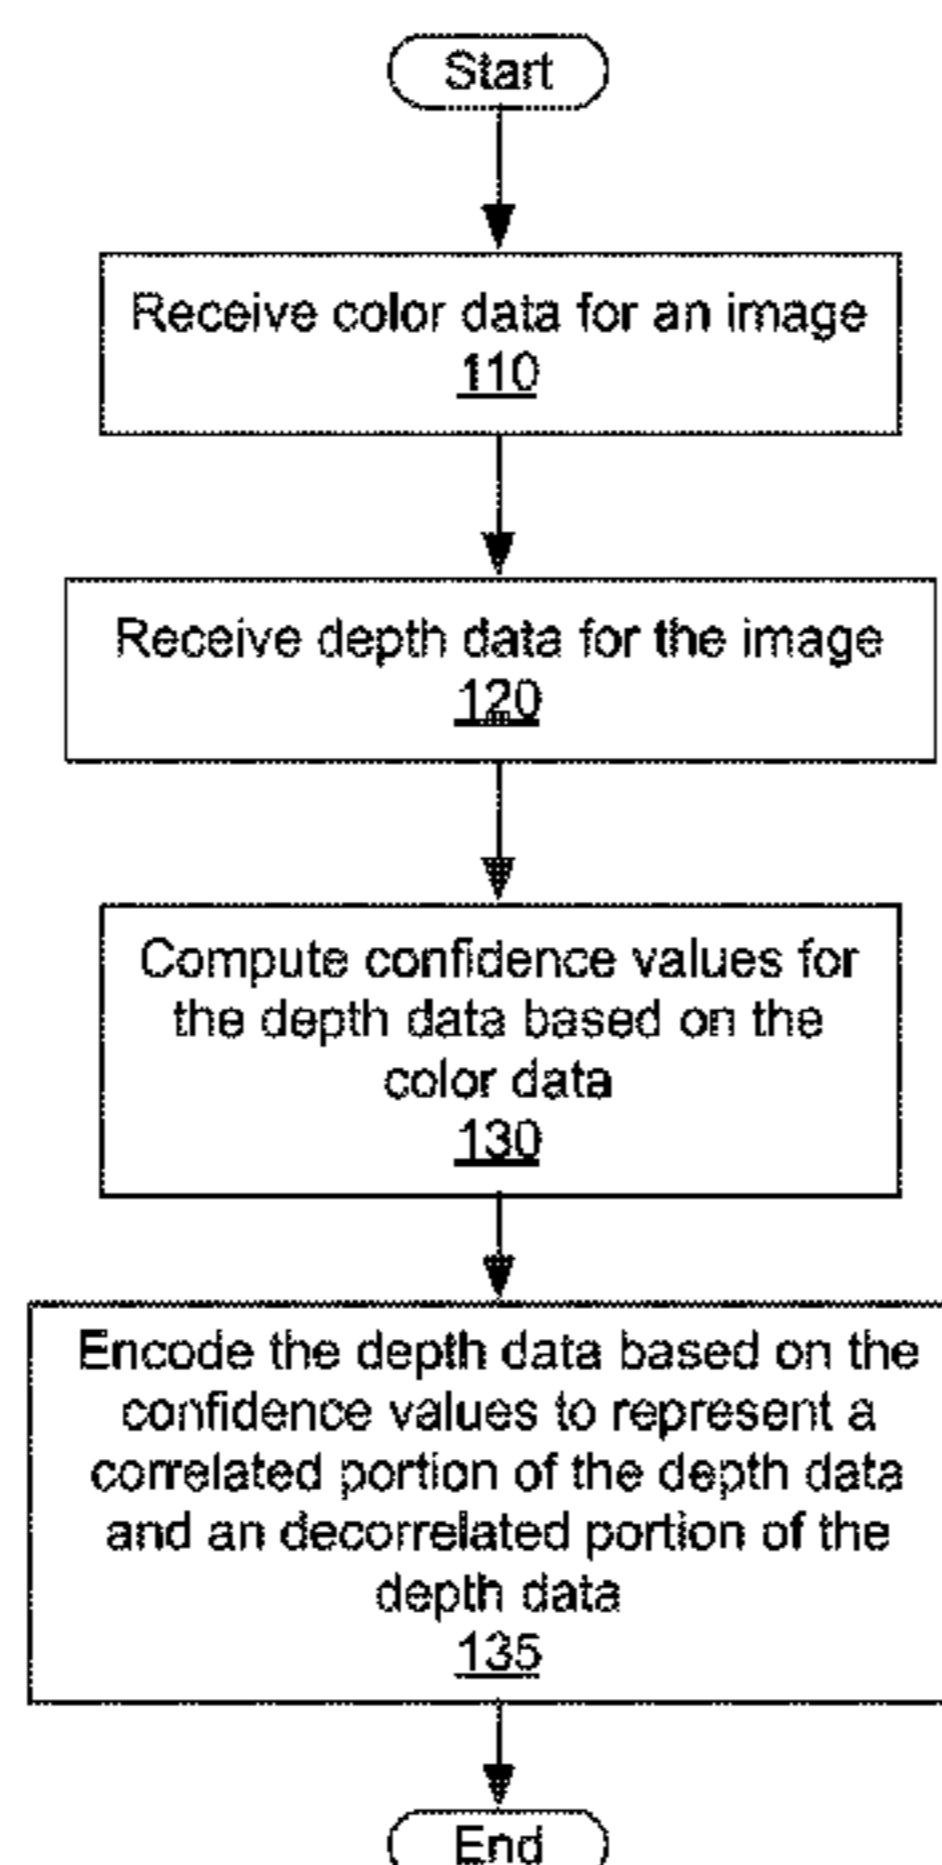 Start
Receive color data for an image
110
Receive depth data for the image
120
Compute confidence values for
the depth data based on the
color data
130
Encode the depth data based on the
confidence values to represent a
correlated portion of the depth data
and an decorrelated portion of the
depth data
135
End